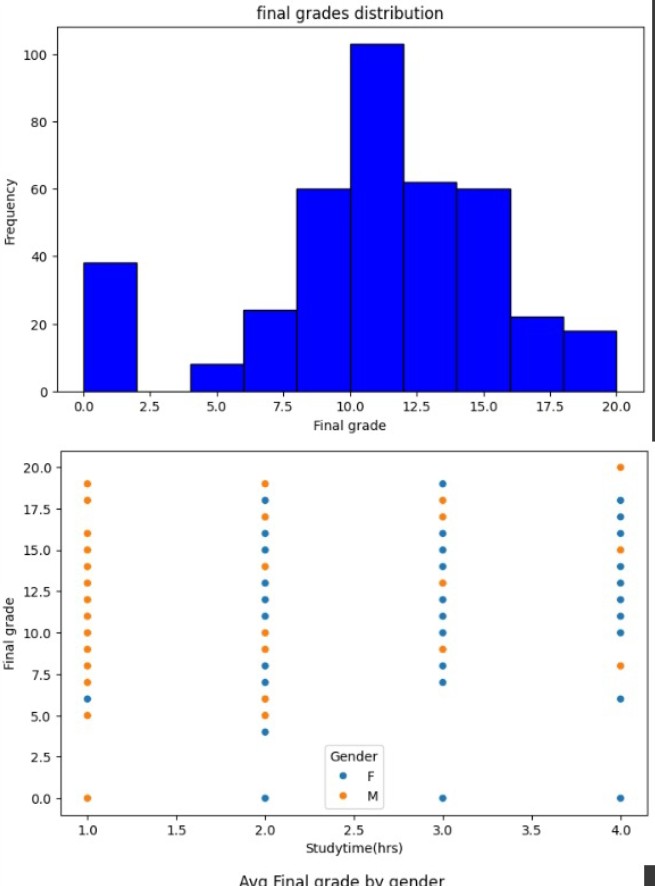 final grades distribution
100
80
60
40
20
0
Frequency
0.0 2.5 5.0 7.5 10.0 12.5 15.0 17.5 20.0
Final grade
20.0
17.5
15.0
12.5
10.0
7.5
5.0
2.5
0.0
Final grade
Gender
F
M
1.0 1.5 2.0 2.5 3.0 3.5 4.0
Studytime(hrs)
Avg Final grade by gender